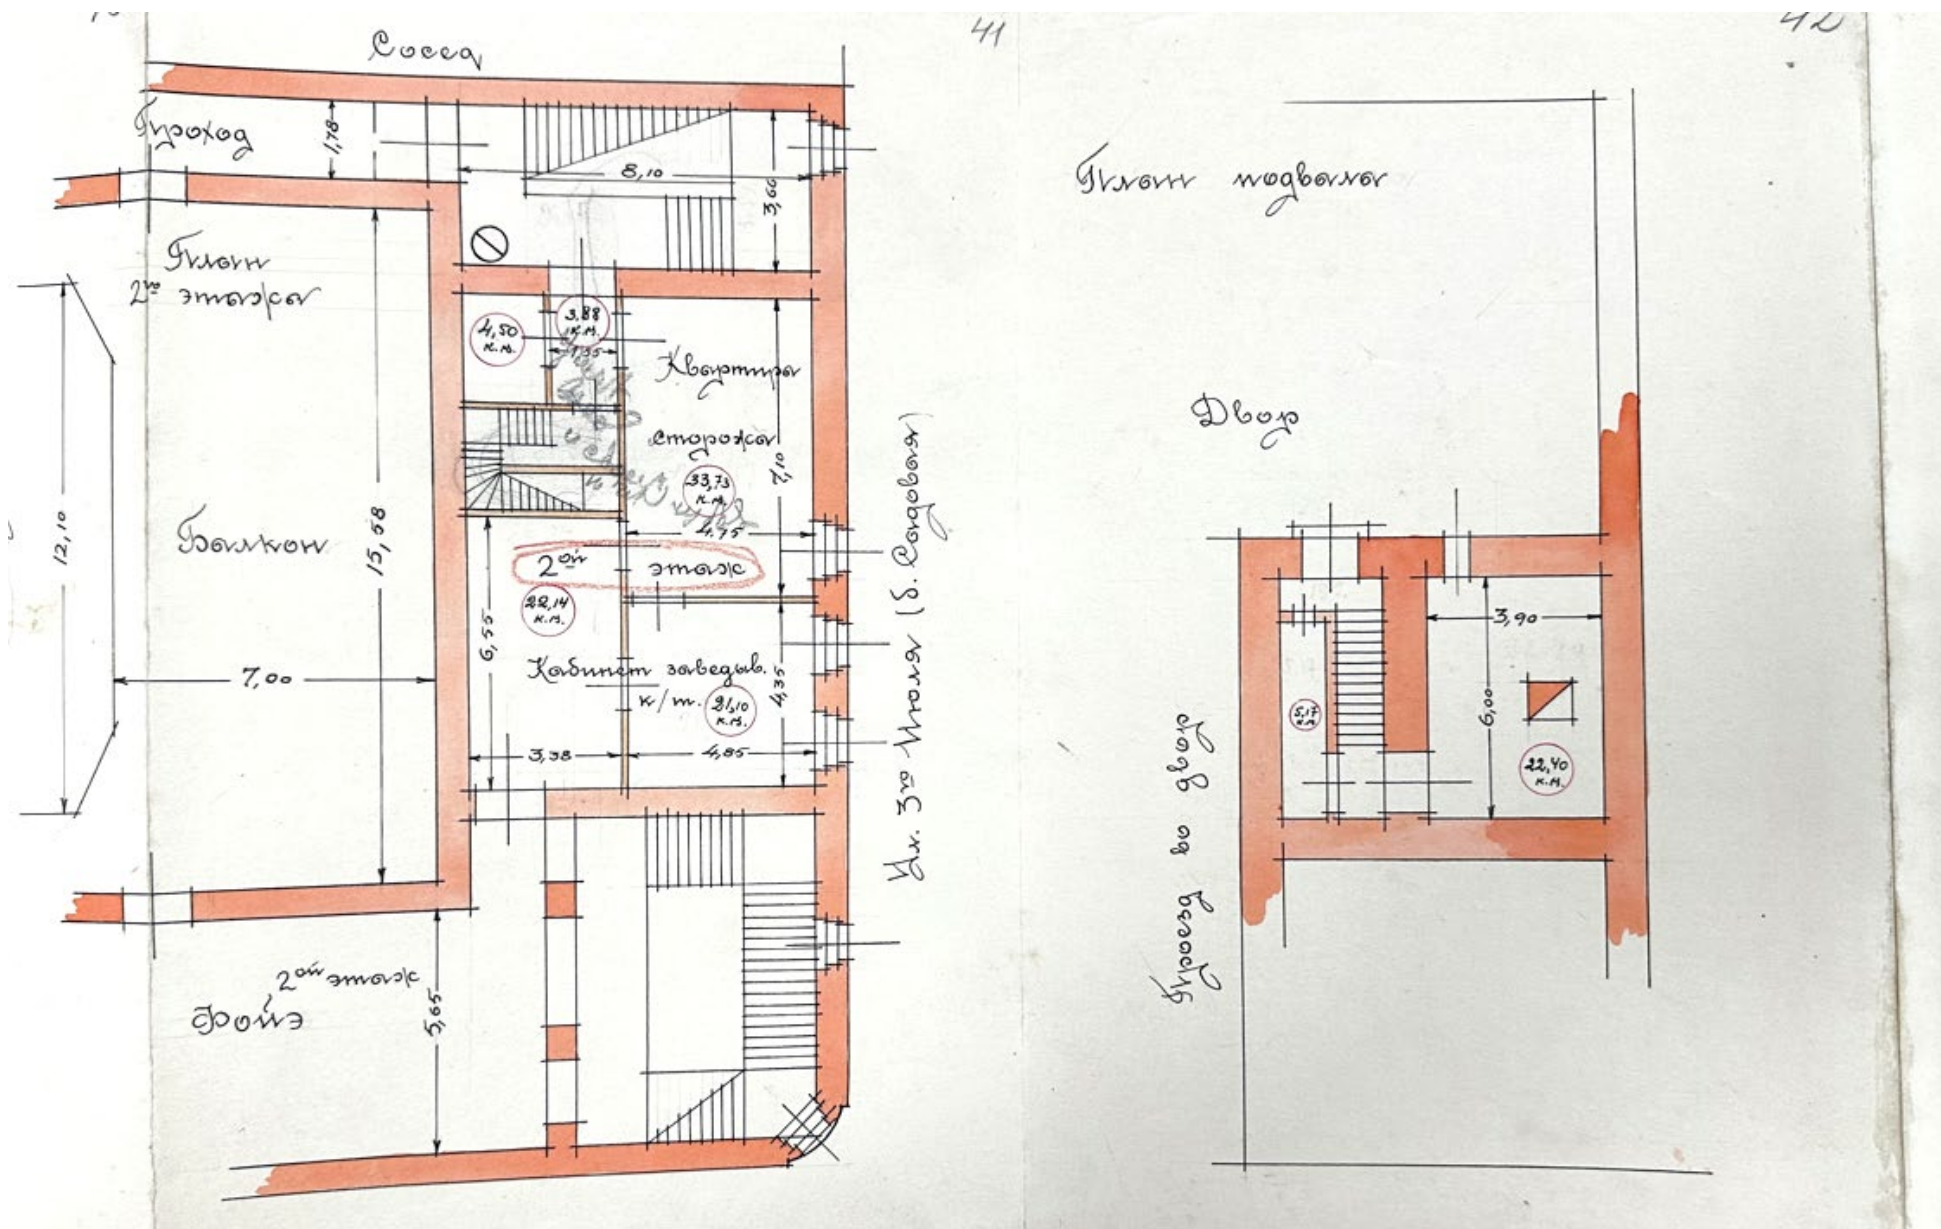 41
42
Сосед
Проход
1,78
8,10
3,66
План
2го этажа
4,50
к.м.
3,88
к.м.
1,35
Квартира
сторожа
33,73
к.м.
7,10
4,75
12,10
Балкон
15,58
7,00
2ой этаж
22,14
к.м.
6,55
Кабинет заведыв.
к/т.
21,10
к.м.
4,35
3,38
4,85
Ул. 3го Июля (б. Садовая)
2ой этаж
Фойэ
5,65
План подвала
Двор
3,90
6,00
5,17
к.м.
22,40
к.м.
Проезд во двор